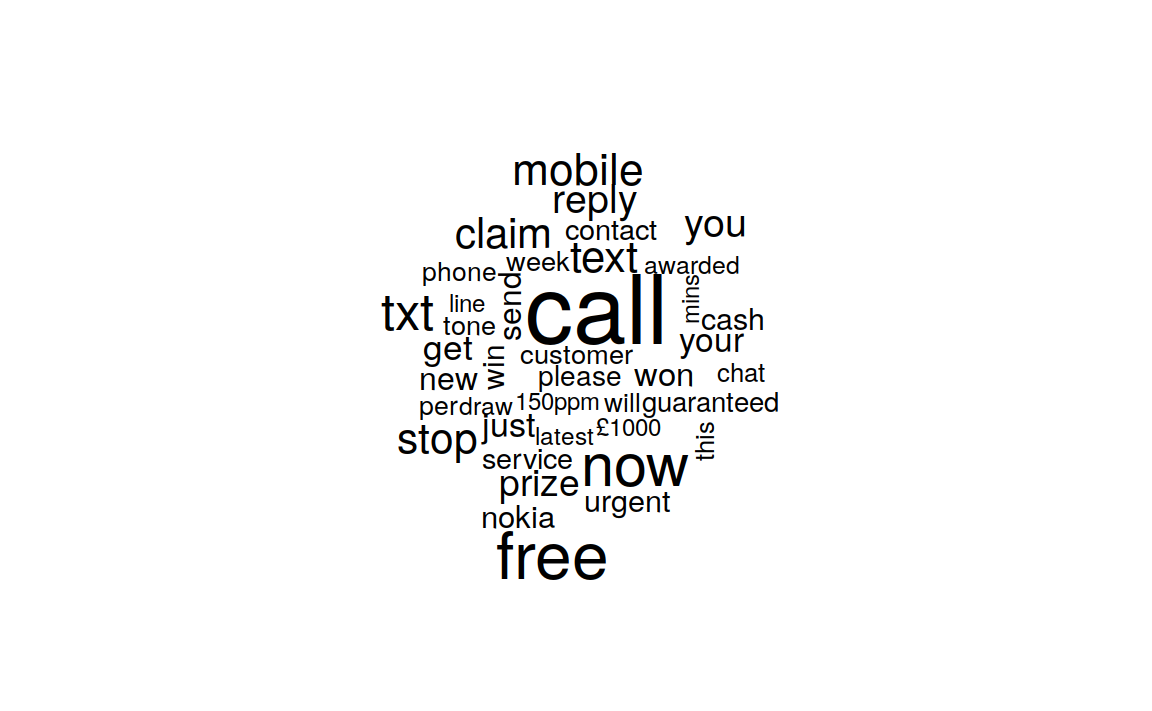 mobile
reply
claim contact you
week text awarded
phone send call mins
txt line cash
tone your
get win customer
new please won chat
per draw 150ppm will guaranteed
just latest £1000 this
stop
service now
prize
urgent
nokia
free